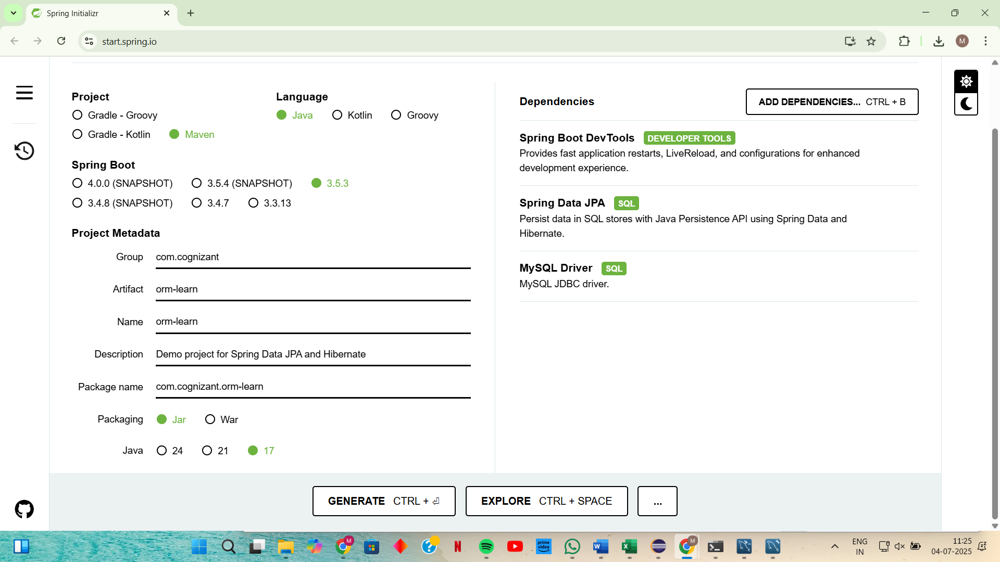 Spring Initializr
start.spring.io
M
Project
Gradle - Groovy
Gradle - Kotlin
Maven
Language
Java
Kotlin
Groovy
Spring Boot
4.0.0 (SNAPSHOT)
3.5.4 (SNAPSHOT)
3.5.3
3.4.8 (SNAPSHOT)
3.4.7
3.3.13
Project Metadata
Group com.cognizant
Artifact orm-learn
Name orm-learn
Description Demo project for Spring Data JPA and Hibernate
Package name com.cognizant.orm-learn
Packaging Jar War
Java 24 21 17
Dependencies
ADD DEPENDENCIES... CTRL + B
Spring Boot DevTools DEVELOPER TOOLS
Provides fast application restarts, LiveReload, and configurations for enhanced
development experience.
Spring Data JPA SQL
Persist data in SQL stores with Java Persistence API using Spring Data and
Hibernate.
MySQL Driver SQL
MySQL JDBC driver.
GENERATE CTRL + ⏎
EXPLORE CTRL + SPACE
...
M
N
prime
video
W
X
M
ENG
IN
11:25
04-07-2025